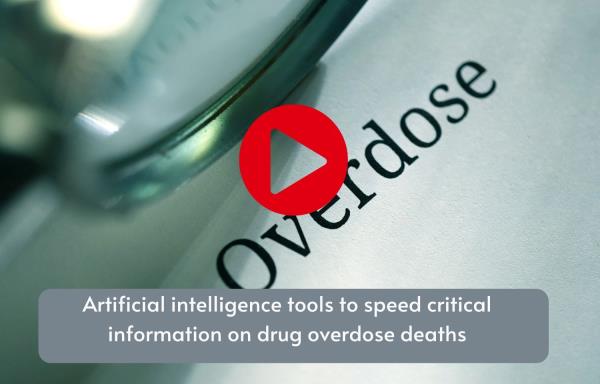 Overdose
Artificial intelligence tools to speed critical
information on drug overdose deaths